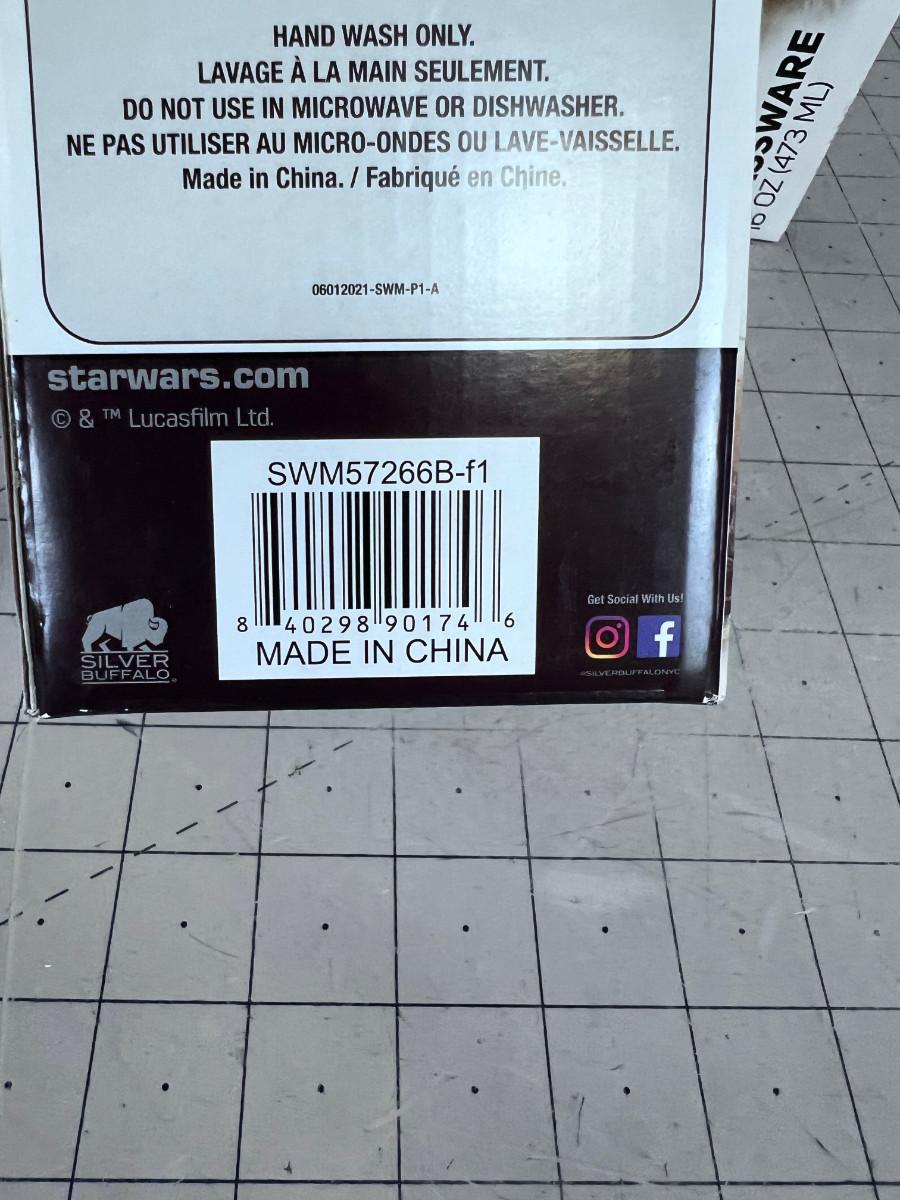 HAND WASH ONLY.
LAVAGE À LA MAIN SEULEMENT.
DO NOT USE IN MICROWAVE OR DISHWASHER.
NE PAS UTILISER AU MICRO-ONDES OU LAVE-VAISSELLE.
Made in China. / Fabriqué en Chine.
06012021-SWM-P1-A
starwars.com
© & ™ Lucasfilm Ltd.
SWM57266B-f1
8 40298 90174 6
MADE IN CHINA
SILVER
BUFFALO
Get Social With Us!
@SILVERBUFFALONYC
16 OZ (473 ML)